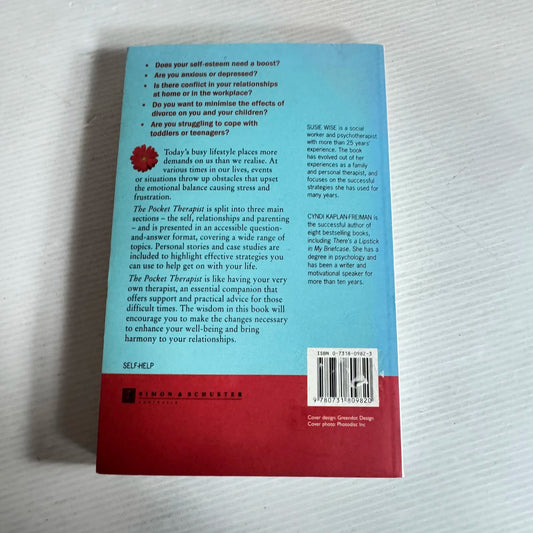 • Does your self-esteem need a boost?
• Are you anxious or depressed?
• Is there conflict in your relationships
at home or in the workplace?
• Do you want to minimise the effects of
divorce on you and your children?
• Are you struggling to cope with
toddlers or teenagers?
Today's busy lifestyle places more
demands on us than we realise. At
various times in our lives, events
or situations throw up obstacles that upset
the emotional balance causing stress and
frustration.
The Pocket Therapist is split into three main
sections – the self, relationships and parenting
– and is presented in an accessible question-
and-answer format, covering a wide range of
topics. Personal stories and case studies are
included to highlight effective strategies you
can use to help get on with your life.
The Pocket Therapist is like having your very
own therapist, an essential companion that
offers support and practical advice for those
difficult times. The wisdom in this book will
encourage you to make the changes necessary
to enhance your well-being and bring
harmony to your relationships.
SELF-HELP
SIMON & SCHUSTER
AUSTRALIA
SUSIE WISE is a social
worker and psychotherapist
with more than 25 years'
experience. The book
has evolved out of her
experiences as a family
and personal therapist, and
focuses on the successful
strategies she has used for
many years.
CYNDI KAPLAN-FREIMAN is
the successful author of
eight bestselling books,
including There's a Lipstick
in My Briefcase. She has a
degree in psychology and
has been a writer and
motivational speaker for
more than ten years.
ISBN 0-7318-0982-3
9 780731 809820
Cover design: Greendot Design
Cover photo: Photodisc Inc